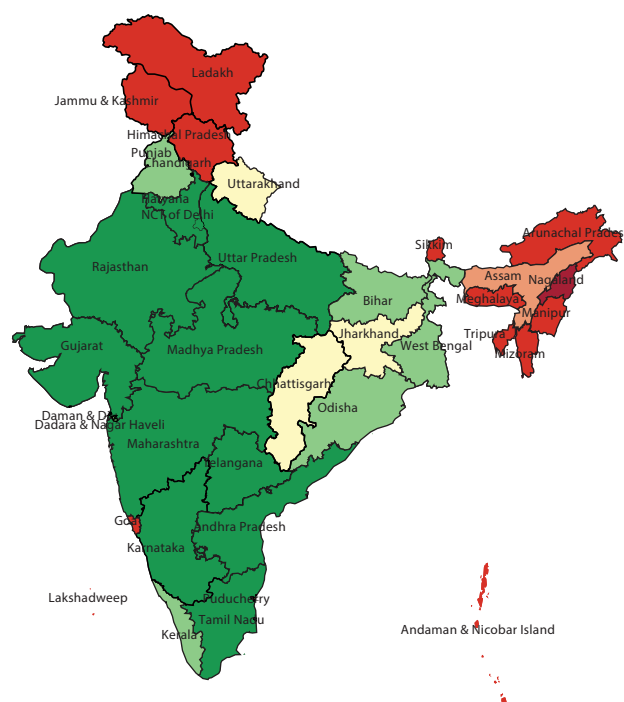 Ladakh
Jammu & Kashmir
Himachal Pradesh
Punjab
Chandigarh
Uttarakhand
Haryana
NCT of Delhi
Arunachal Prades
Sikkim
Uttar Pradesh
Rajasthan
Assam
Nagaland
Bihar
Meghalaya
Manipur
Jharkhand
Tripura
Gujarat
West Bengal
Madhya Pradesh
Mizoram
Chhattisgarh
Odisha
Daman & D
Dadara & Nagar Haveli
Maharashtra
Telangana
Goa
Andhra Pradesh
Karnataka
Lakshadweep
Puducherry
Tamil Nadu
Andaman & Nicobar Island
Kerala